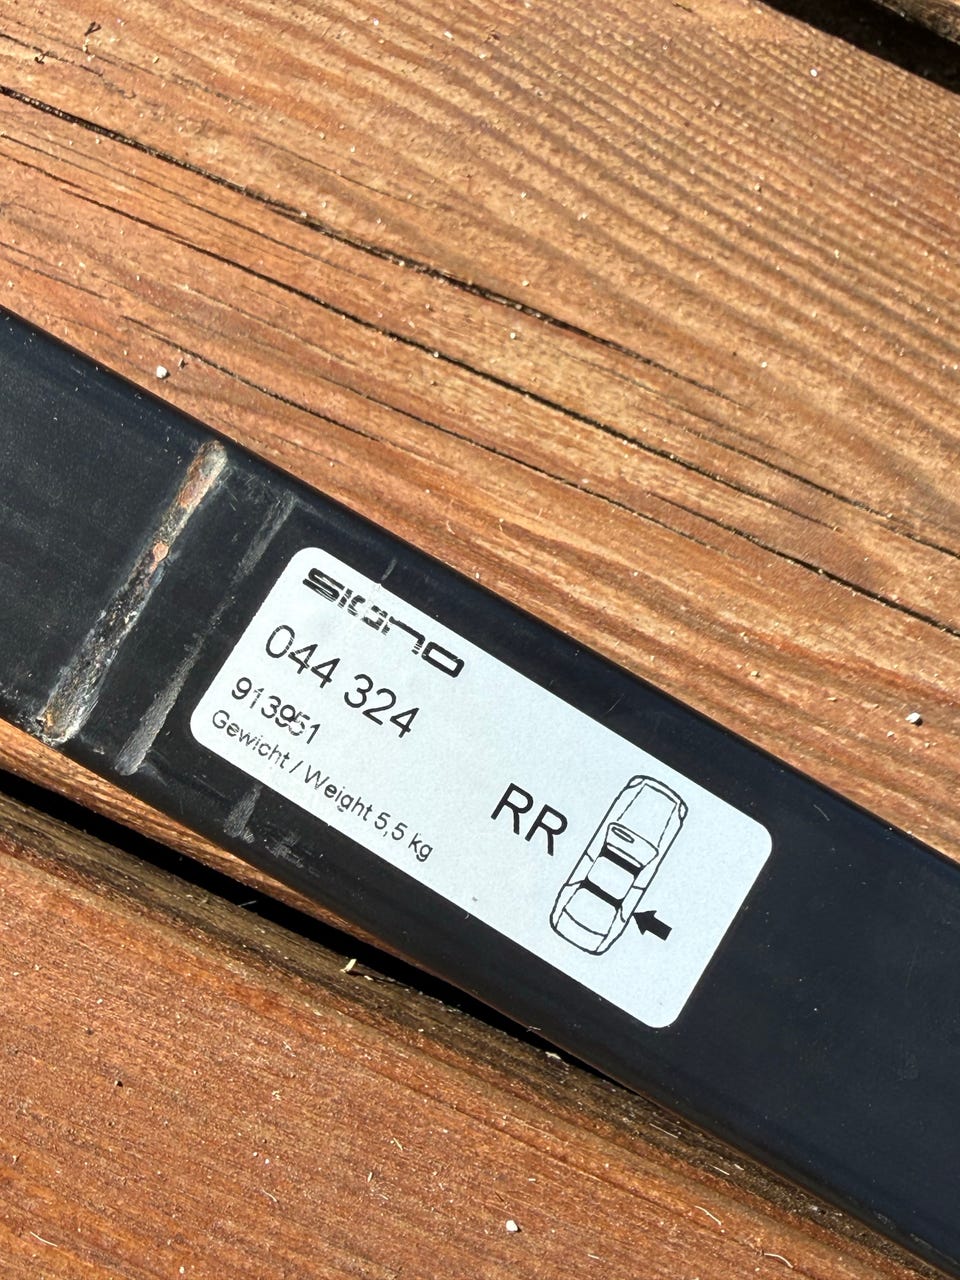 SIGNO
044 324
913951
Gewicht / Weight 5,5 kg
RR